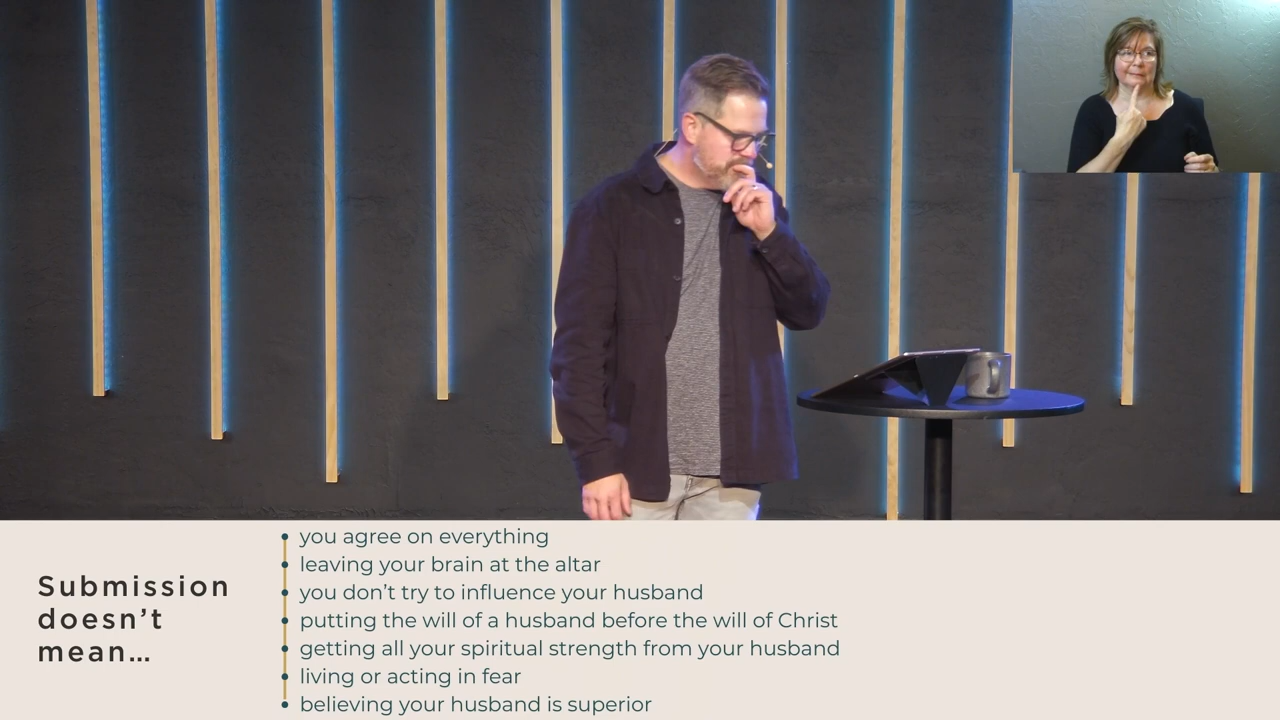 Submission
doesn't
mean...
you agree on everything
leaving your brain at the altar
you don't try to influence your husband
putting the will of a husband before the will of Christ
getting all your spiritual strength from your husband
living or acting in fear
believing your husband is superior